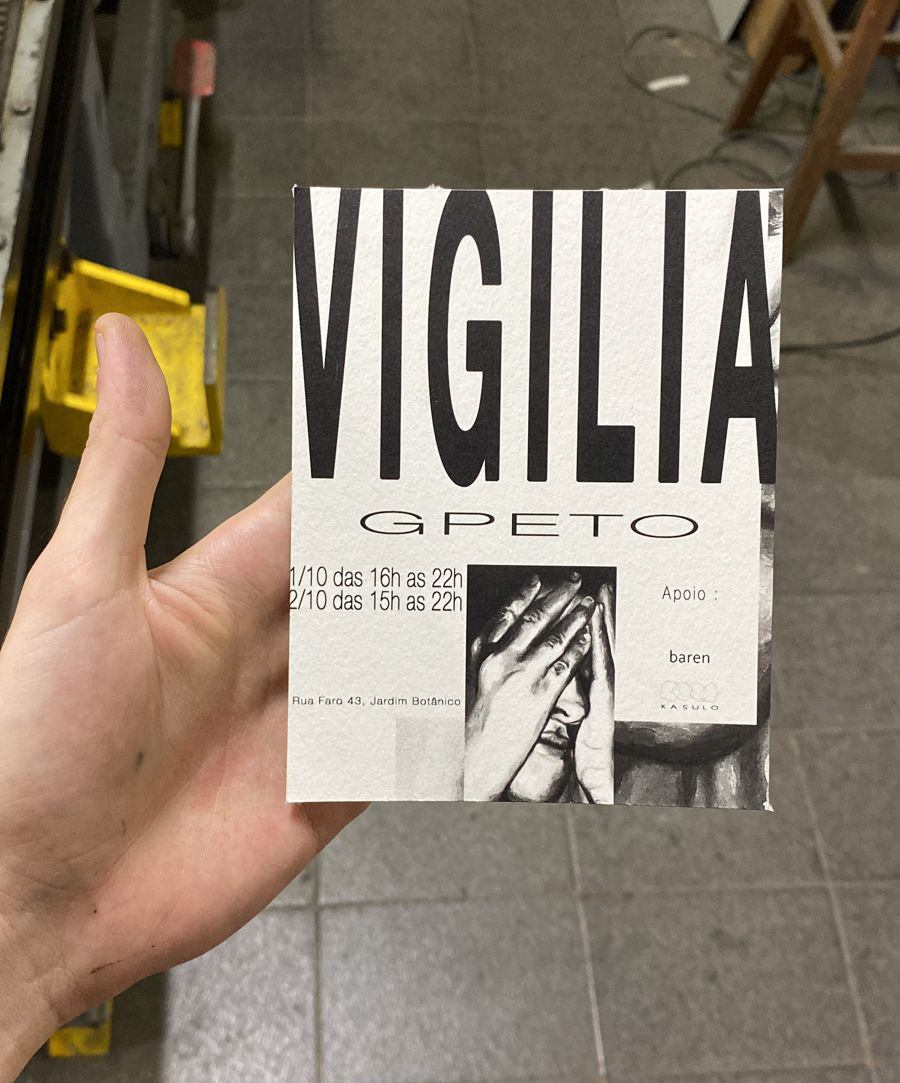 VIGILIA
GPETO
1/10 das 16h as 22h
2/10 das 15h as 22h
Rua Faro 43, Jardim Botânico
Apoio :
baren
KASULO